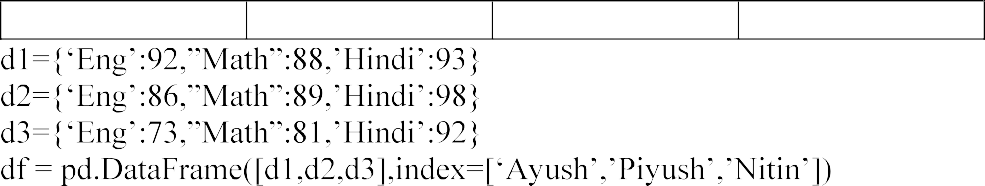 d1={‘Eng’:92,”Math”:88,’Hindi’:93}
d2={‘Eng’:86,”Math”:89,’Hindi’:98}
d3={‘Eng’:73,”Math”:81,’Hindi’:92}
df = pd.DataFrame([d1,d2,d3],index=[‘Ayush’,’Piyush’,’Nitin’])